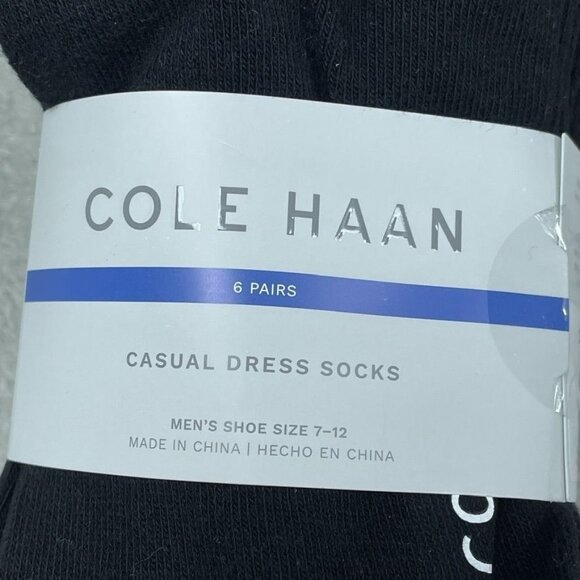 COLE HAAN
6 PAIRS
CASUAL DRESS SOCKS
MEN'S SHOE SIZE 7–12
MADE IN CHINA | HECHO EN CHINA